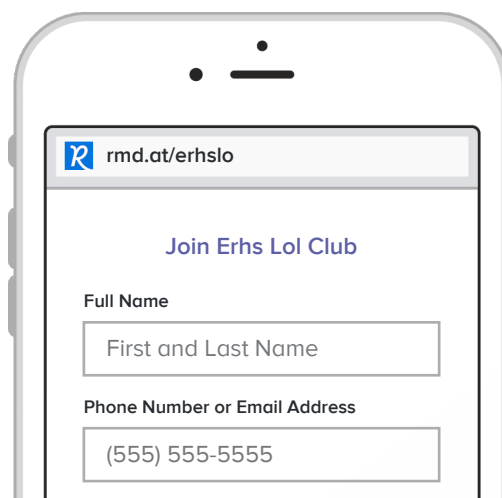 rmd.at/erhslo
Join Erhs Lol Club
Full Name
First and Last Name
Phone Number or Email Address
(555) 555-5555